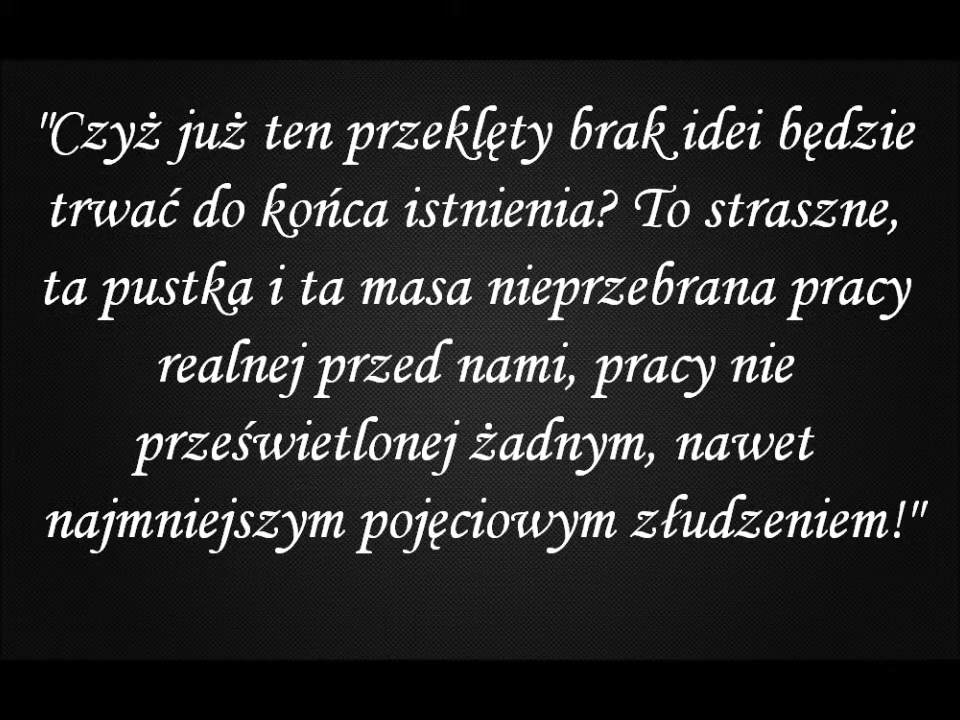 "Czyż już ten przeklęty brak idei będzie
trwać do końca istnienia? To straszne,
ta pustka i ta masa nieprzebrana pracy
realnej przed nami, pracy nie
prześwietlonej żadnym, nawet
najmniejszym pojęciowym złudzeniem!"